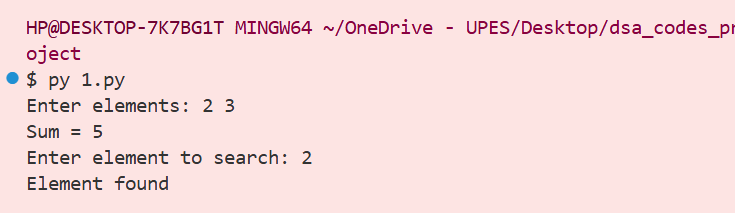 HP@DESKTOP-7K7BG1T MINGW64 ~/OneDrive - UPES/Desktop/dsa_codes_pr
oject
$ py 1.py
Enter elements: 2 3
Sum = 5
Enter element to search: 2
Element found